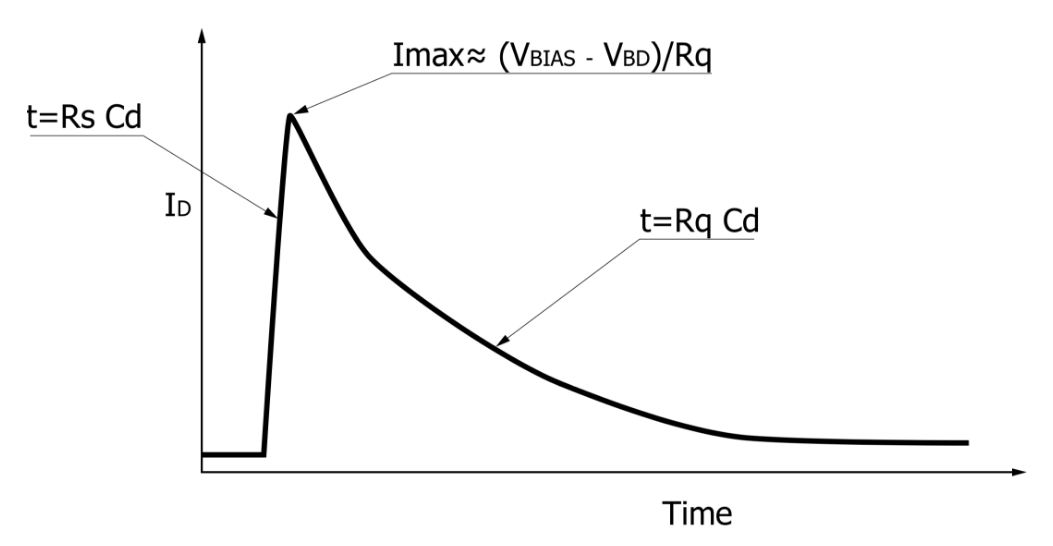 Imax≈ (VBIAS - VBD)/Rq
t=Rs Cd
ID
t=Rq Cd
Time